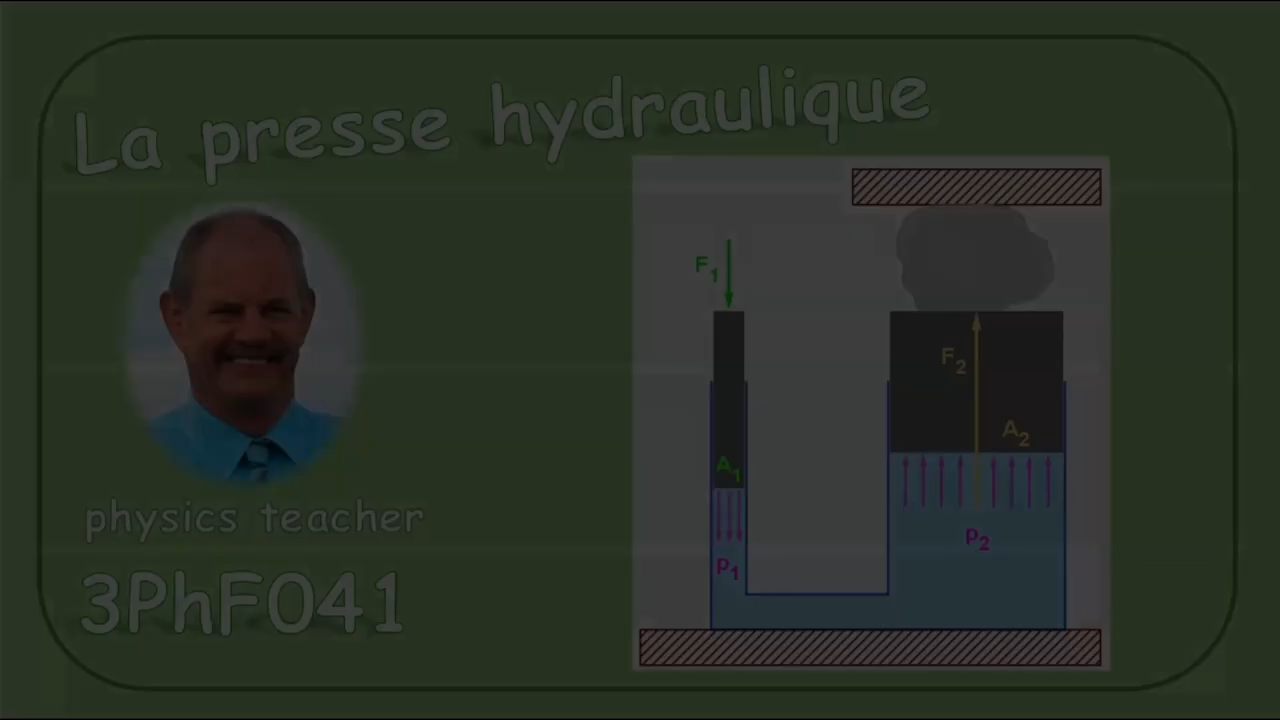 La presse hydraulique
F1
F2
A2
A1
p2
p1
physics teacher
3PhF041